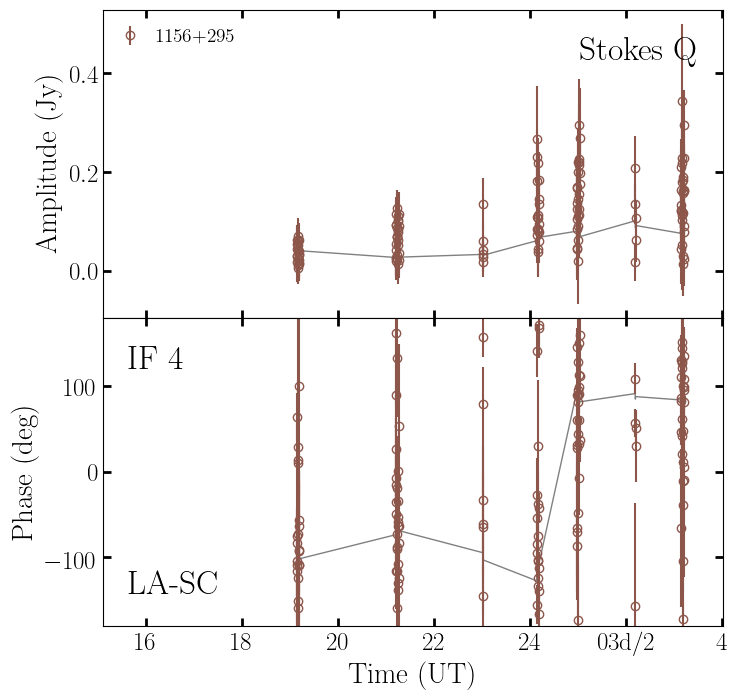 1156+295
Stokes Q
Amplitude (Jy)
0.4
0.2
0.0
IF 4
Phase (deg)
100
0
−100
LA-SC
16 18 20 22 24 03d/2 4
Time (UT)